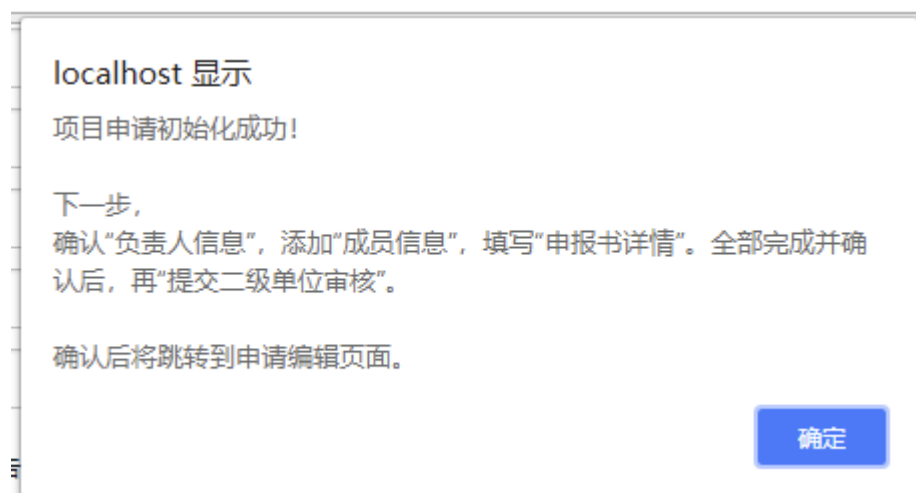 localhost 显示
项目申请初始化成功！
下一步，
确认“负责人信息”，添加“成员信息”，填写“申报书详情”。全部完成并确
认后，再“提交二级单位审核”。
确认后将跳转到申请编辑页面。
确定